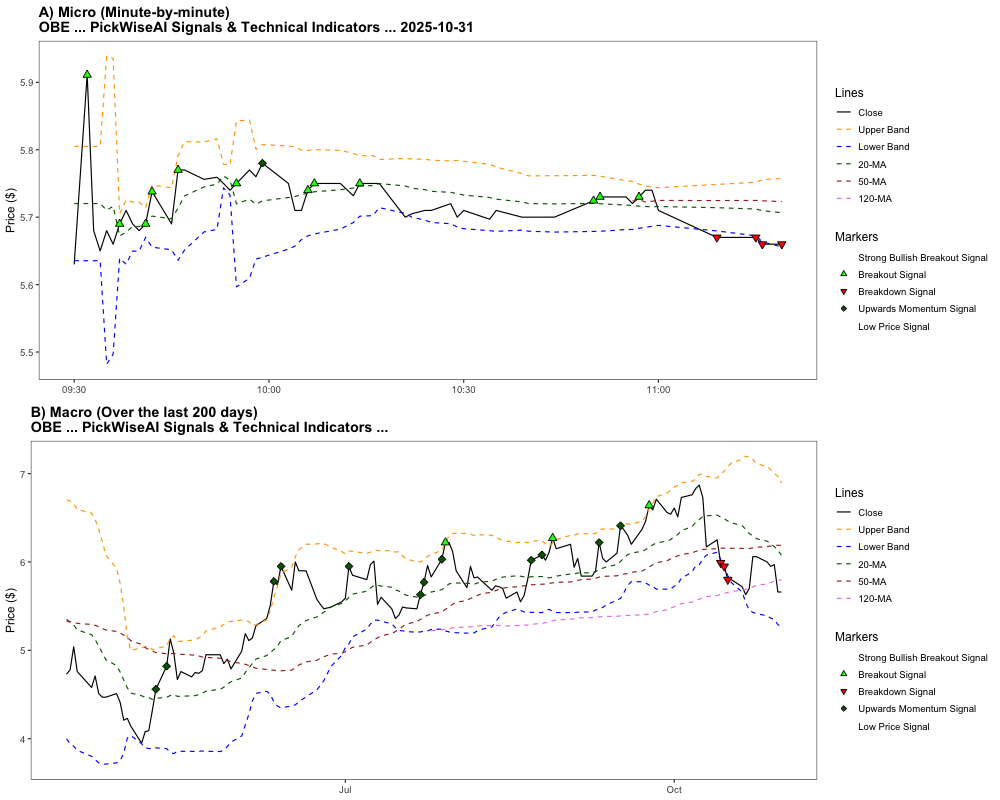 A) Micro (Minute-by-minute)
OBE ... PickWiseAI Signals & Technical Indicators ... 2025-10-31
Price ($)
5.9
5.8
5.7
5.6
5.5
09:30
10:00
10:30
11:00
Lines
Close
Upper Band
Lower Band
20-MA
50-MA
120-MA
Markers
Strong Bullish Breakout Signal
Breakout Signal
Breakdown Signal
Upwards Momentum Signal
Low Price Signal
B) Macro (Over the last 200 days)
OBE ... PickWiseAI Signals & Technical Indicators ...
Price ($)
7
6
5
4
Jul
Oct
Lines
Close
Upper Band
Lower Band
20-MA
50-MA
120-MA
Markers
Strong Bullish Breakout Signal
Breakout Signal
Breakdown Signal
Upwards Momentum Signal
Low Price Signal